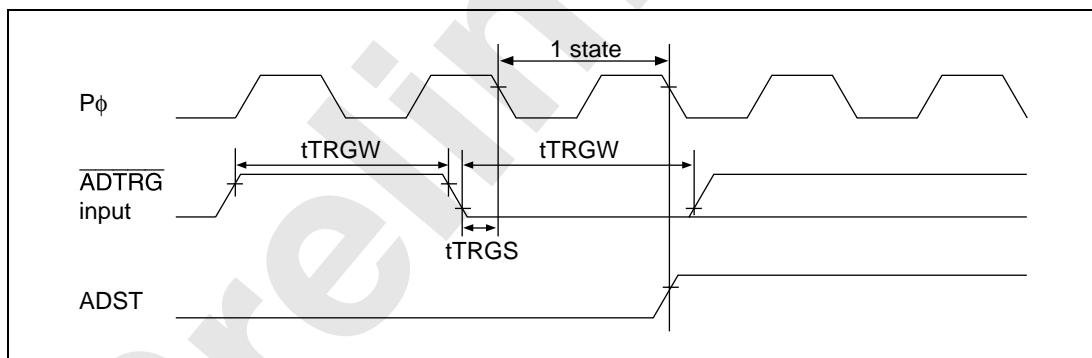 1 state
Pϕ
tTRGW
tTRGW
ADTRG
input
tTRGS
ADST